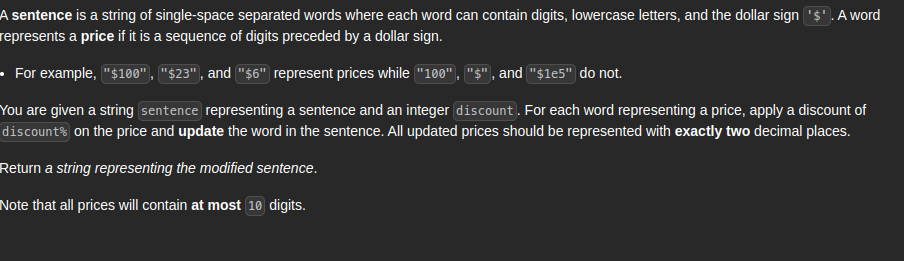 A sentence is a string of single-space separated words where each word can contain digits, lowercase letters, and the dollar sign '$'. A word
represents a price if it is a sequence of digits preceded by a dollar sign.
• For example, "$100", "$23", and "$6" represent prices while "100", "$", and "$1e5" do not.
You are given a string sentence representing a sentence and an integer discount. For each word representing a price, apply a discount of
discount% on the price and update the word in the sentence. All updated prices should be represented with exactly two decimal places.
Return a string representing the modified sentence.
Note that all prices will contain at most 10 digits.